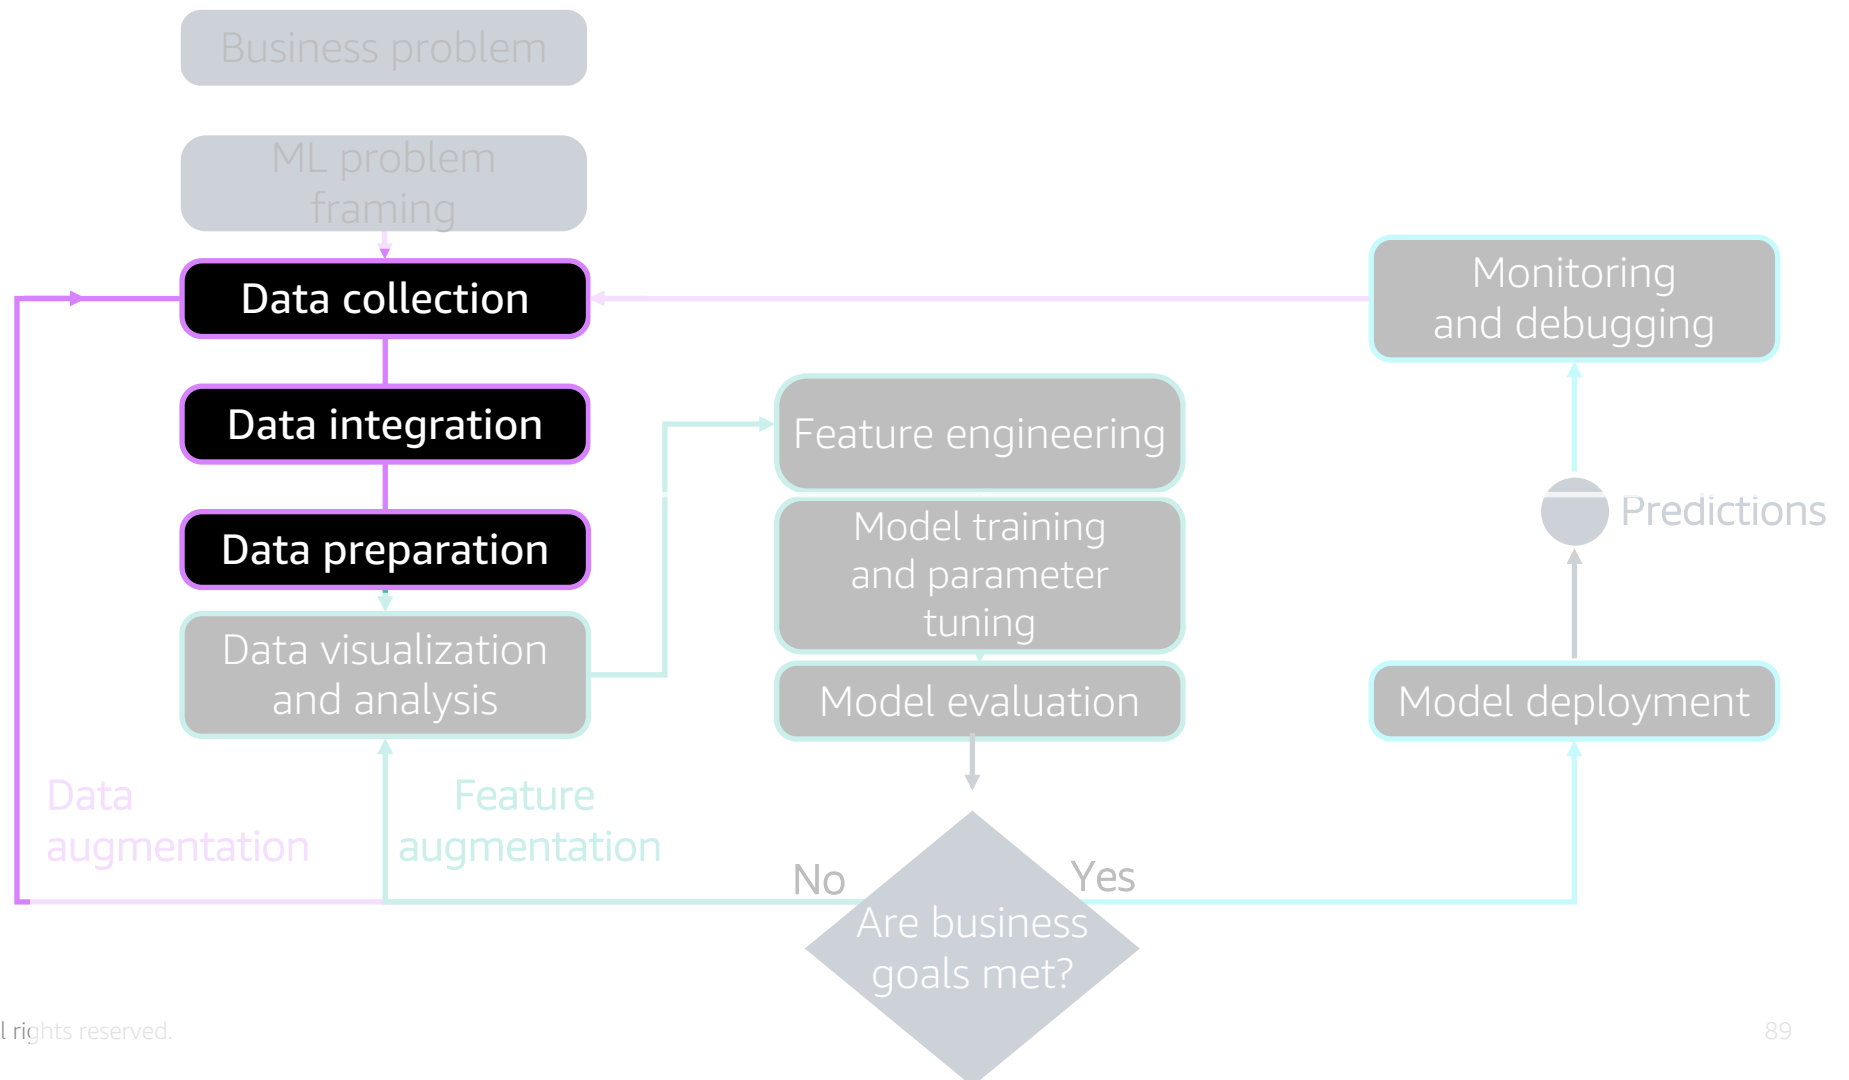 Business problem
ML problem
framing
Data collection
Data integration
Data preparation
Data visualization
and analysis
Data
augmentation
Feature
augmentation
Feature engineering
Model training
and parameter
tuning
Model evaluation
No
Yes
Are business
goals met?
Monitoring
and debugging
Predictions
Model deployment
l rights reserved.
89